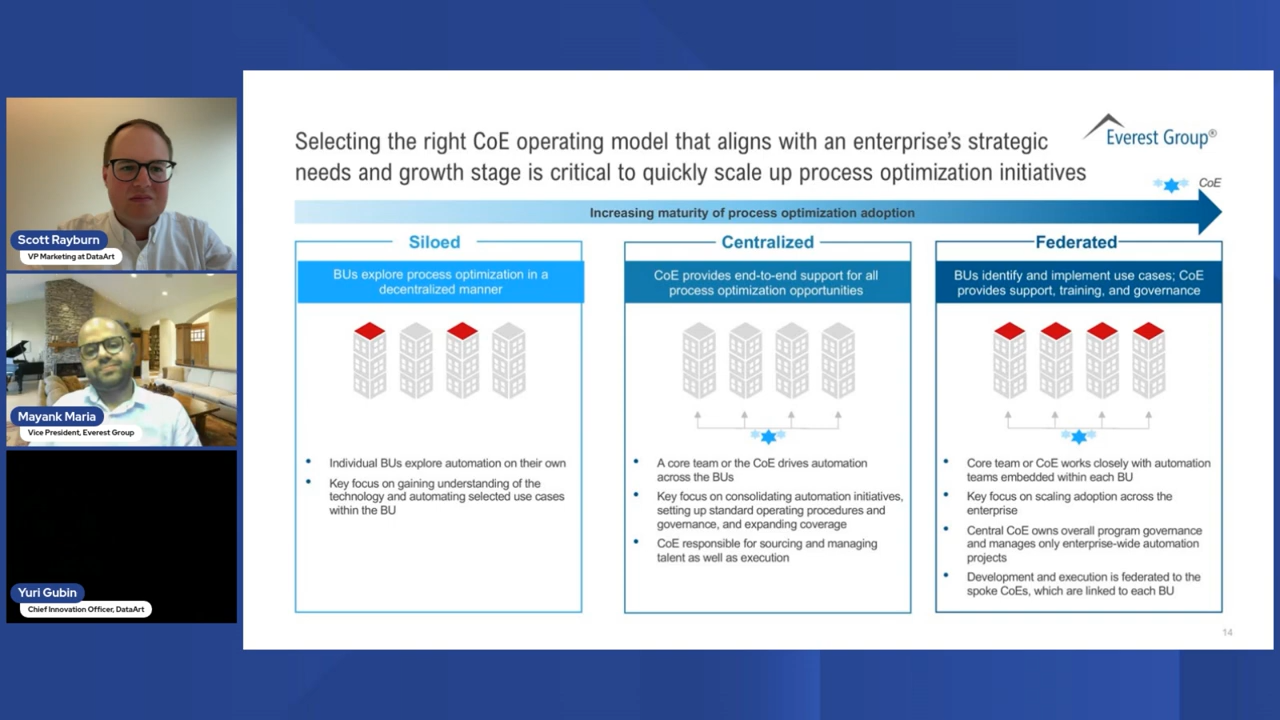 Scott Rayburn
VP Marketing at DataArt
Mayank Maria
Vice President, Everest Group
Yuri Gubin
Chief Innovation Officer, DataArt
Selecting the right CoE operating model that aligns with an enterprise's strategic
needs and growth stage is critical to quickly scale up process optimization initiatives
Everest Group®
CoE
Increasing maturity of process optimization adoption
Siloed
BUs explore process optimization in a
decentralized manner
• Individual BUs explore automation on their own
• Key focus on gaining understanding of the
technology and automating selected use cases
within the BU
Centralized
CoE provides end-to-end support for all
process optimization opportunities
• A core team or the CoE drives automation
across the BUs
• Key focus on consolidating automation initiatives,
setting up standard operating procedures and
governance, and expanding coverage
• CoE responsible for sourcing and managing
talent as well as execution
Federated
BUs identify and implement use cases; CoE
provides support, training, and governance
• Core team or CoE works closely with automation
teams embedded within each BU
• Key focus on scaling adoption across the
enterprise
• Central CoE owns overall program governance
and manages only enterprise-wide automation
projects
• Development and execution is federated to the
spoke CoEs, which are linked to each BU
14